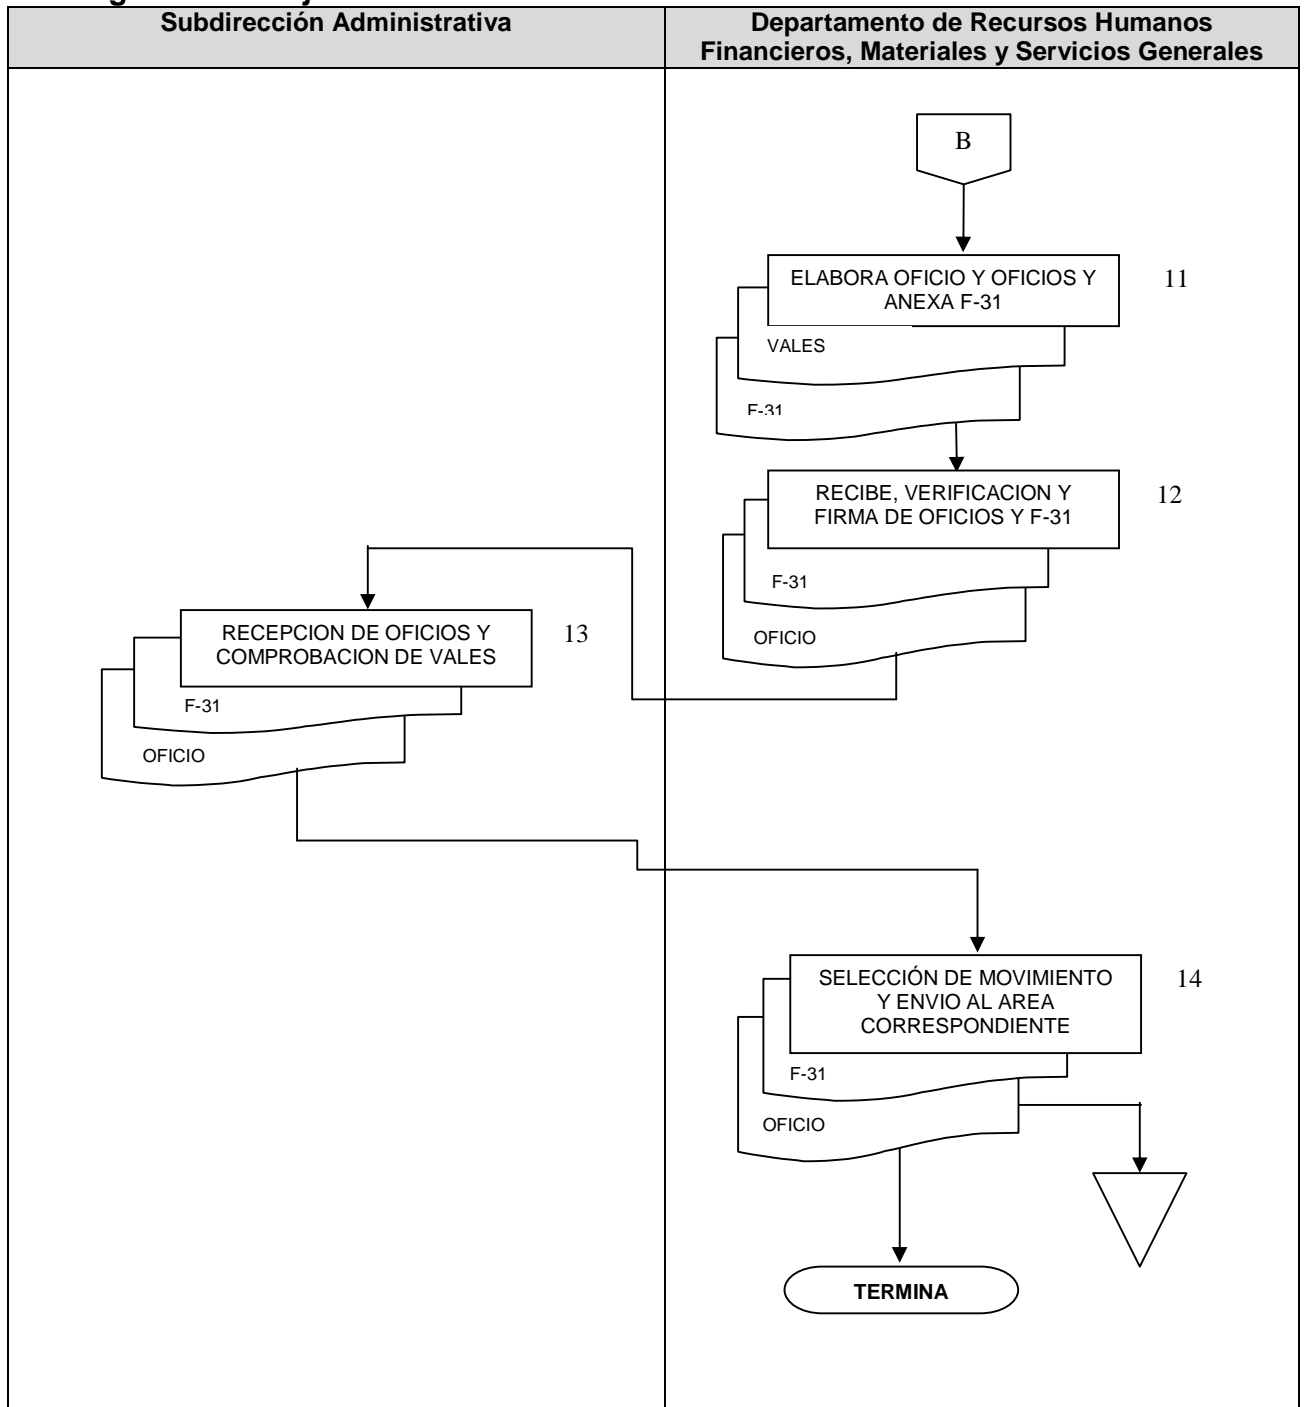 Subdirección Administrativa
Departamento de Recursos Humanos
Financieros, Materiales y Servicios Generales
B
ELABORA OFICIO Y OFICIOS Y
ANEXA F-31
11
VALES
F-31
RECIBE, VERIFICACION Y
FIRMA DE OFICIOS Y F-31
12
F-31
OFICIO
RECEPCION DE OFICIOS Y
COMPROBACION DE VALES
13
F-31
OFICIO
SELECCIÓN DE MOVIMIENTO
Y ENVIO AL AREA
CORRESPONDIENTE
14
F-31
OFICIO
TERMINA